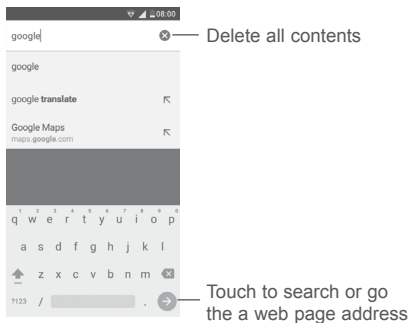 08:00
google
Delete all contents
google
google translate
Google Maps
maps.google.com
1 2 3 4 5 6 7 8 9 0
q w e r t y u i o p
a s d f g h j k l
z x c v b n m
?123 / .
Touch to search or go
the a web page address